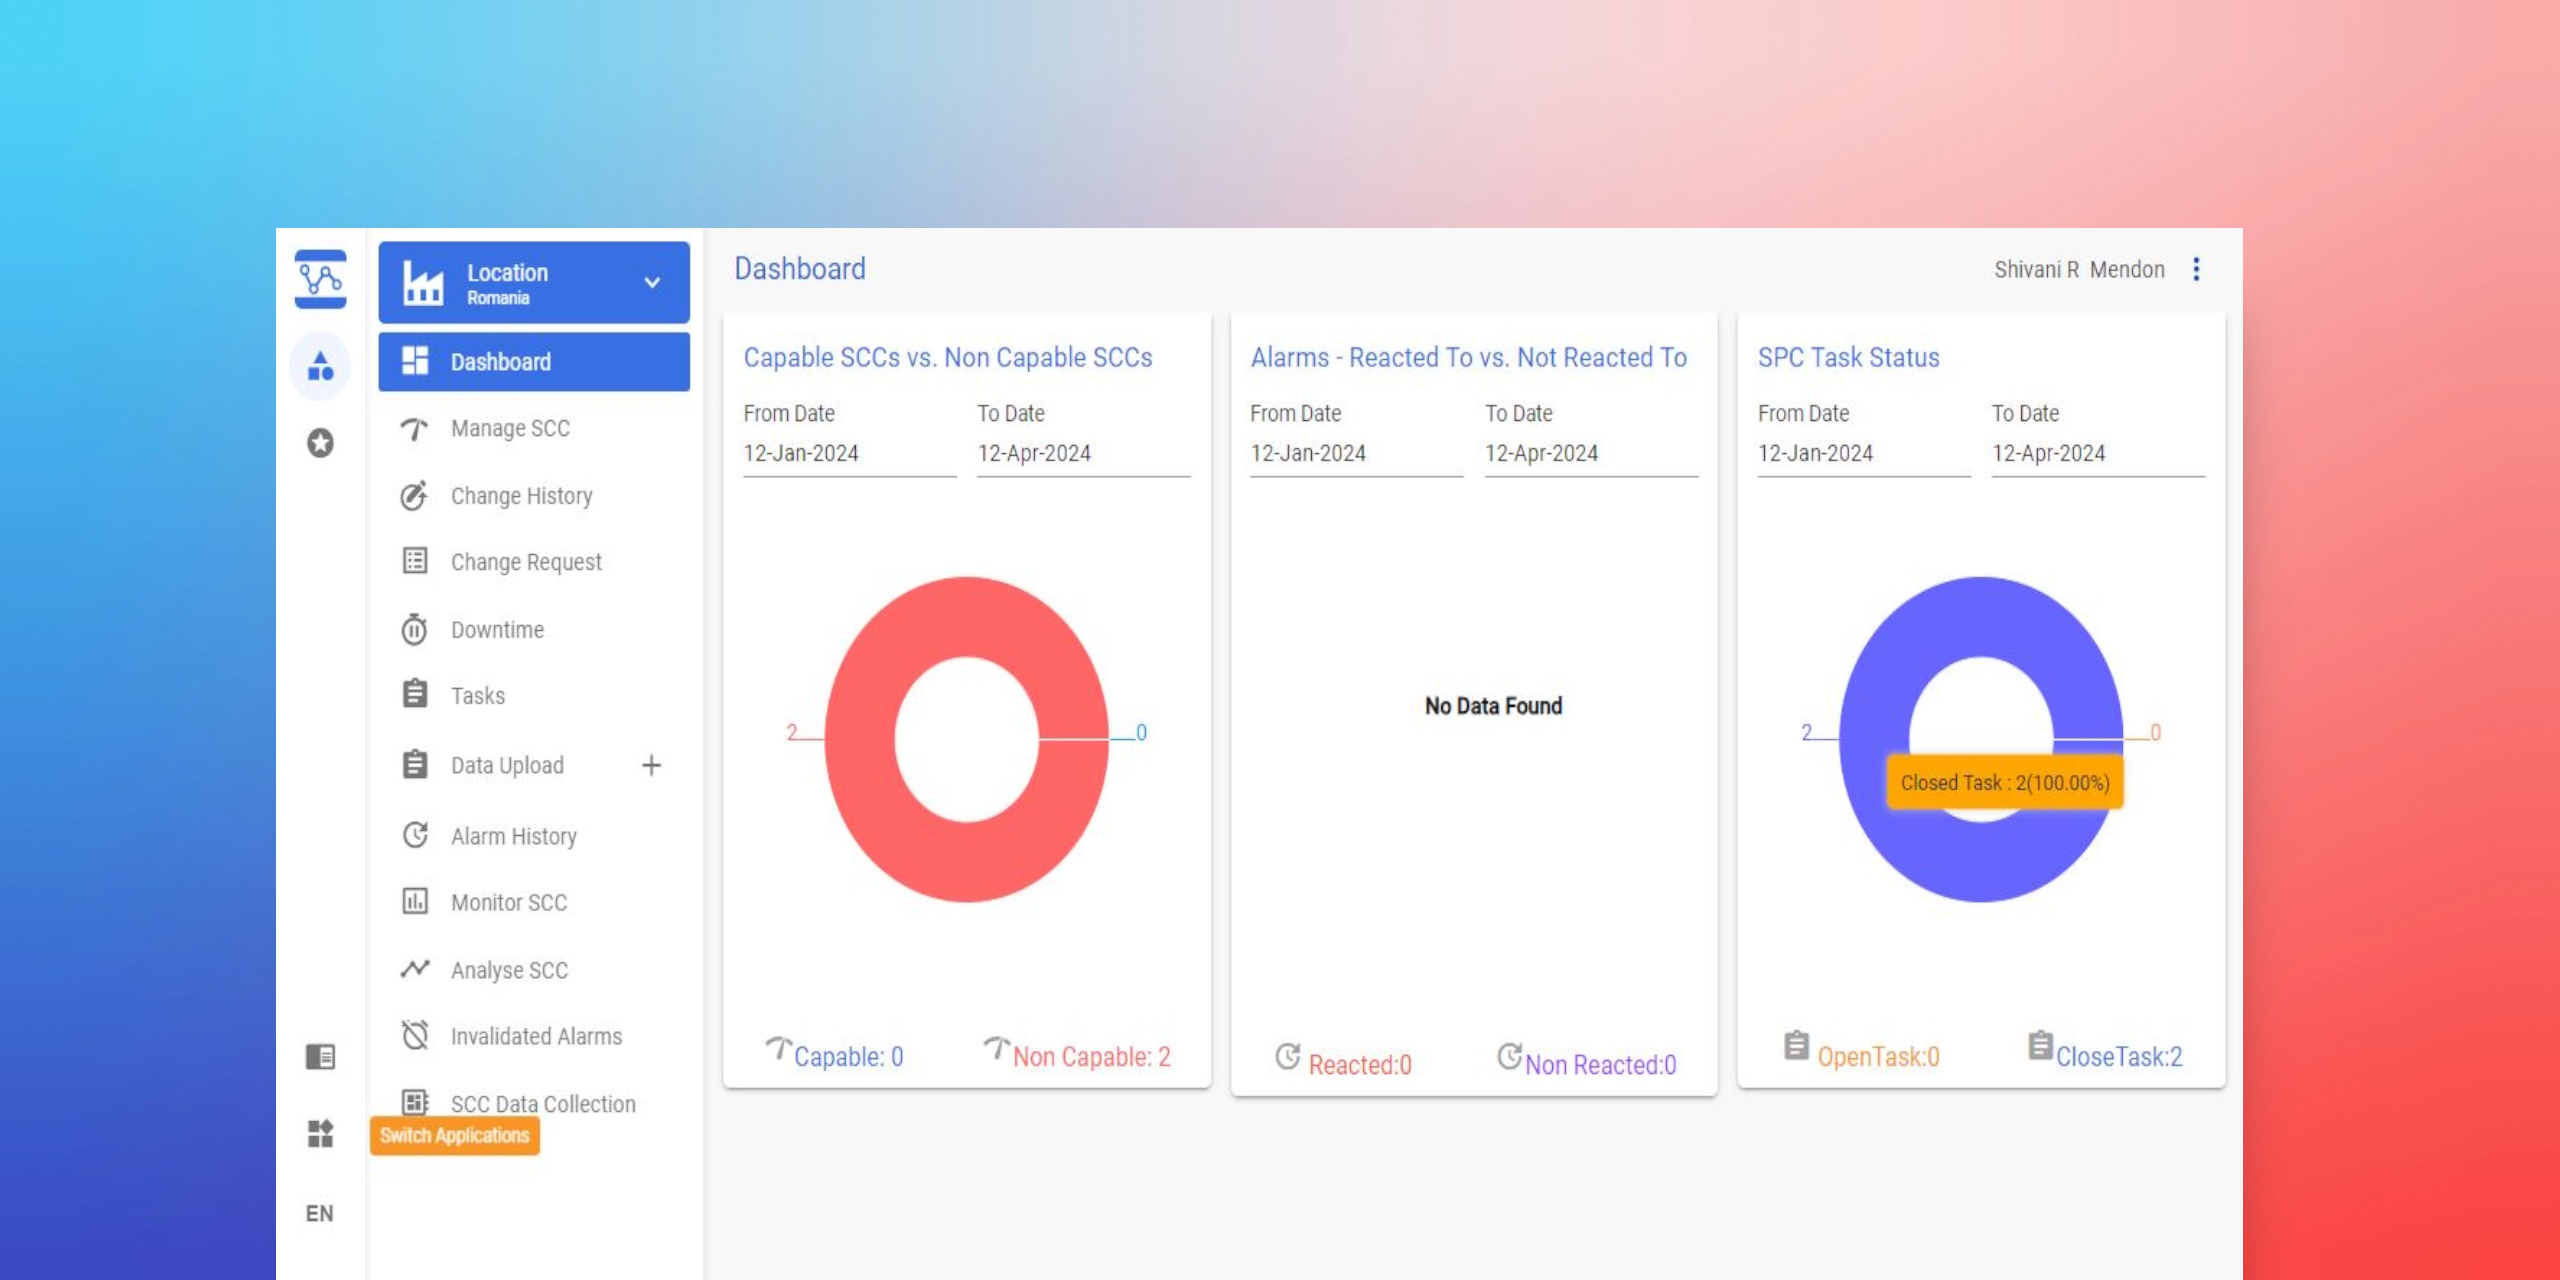 Location
Romania
Dashboard
Manage SCC
Change History
Change Request
Downtime
Tasks
Data Upload
Alarm History
Monitor SCC
Analyse SCC
Invalidated Alarms
SCC Data Collection
Switch Applications
EN
Dashboard
Shivani R Mendon
Capable SCCs vs. Non Capable SCCs
From Date To Date
12-Jan-2024 12-Apr-2024
2 0
Capable: 0 Non Capable: 2
Alarms - Reacted To vs. Not Reacted To
From Date To Date
12-Jan-2024 12-Apr-2024
No Data Found
Reacted:0 Non Reacted:0
SPC Task Status
From Date To Date
12-Jan-2024 12-Apr-2024
2 0
Closed Task : 2(100.00%)
OpenTask:0 CloseTask:2